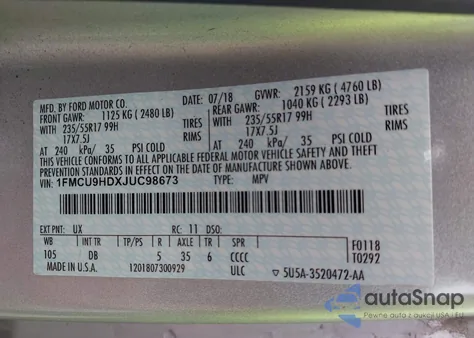 MFD. BY FORD MOTOR CO. DATE: 07/18 GVWR: 2159 KG ( 4760 LB)
FRONT GAWR: 1125 KG ( 2480 LB) REAR GAWR: 1040 KG ( 2293 LB)
WITH 235/55R17 99H TIRES WITH 235/55R17 99H TIRES
17X7.5J RIMS 17X7.5J RIMS
AT 240 kPa/ 35 PSI COLD AT 240 kPa/ 35 PSI COLD
THIS VEHICLE CONFORMS TO ALL APPLICABLE FEDERAL MOTOR VEHICLE SAFETY
AND THEFT PREVENTION STANDARDS IN EFFECT ON THE DATE OF MANUFACTURE SHOWN ABOVE.
VIN: 1FMCU9HDXJUC98673 TYPE: MPV
EXT PNT: UX RC: 11 DSO:
WB INT TR TP/PS R AXLE TR SPR F0118
105 DB 5 35 6 CCCC T0292
MADE IN U.S.A. 1201807300929 ULC ▽ 5U5A-3520472-AA
autoSnap
Pewne auta z aukcji USA i EU